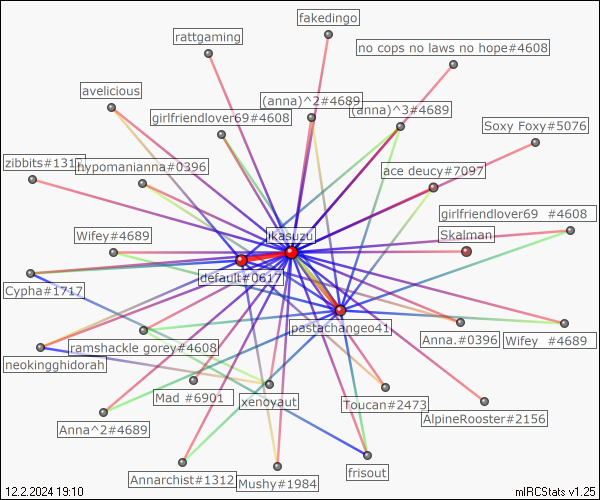 fakedingo
rattgaming
no cops no laws no hope#4608
avelicious
(anna)^2#4689
(anna)^3#4689
girlfriendlover69#4608
Soxy Foxy#5076
zibbits#1312
hypomanianna#0396
ace deucy#7097
girlfriendlover69 #4608
Wifey#4689
ikasuzu
Skalman
default#0617
Cypha#1717
pastachangeo41
Anna.#0396
Wifey #4689
ramshackle gorey#4608
neokingghidorah
Mad #6901
xenoyaut
Toucan#2473
AlpineRooster#2156
Anna^2#4689
Annarchist#1312
Mushy#1984
frisout
12.2.2024 19:10
mIRCStats v1.25